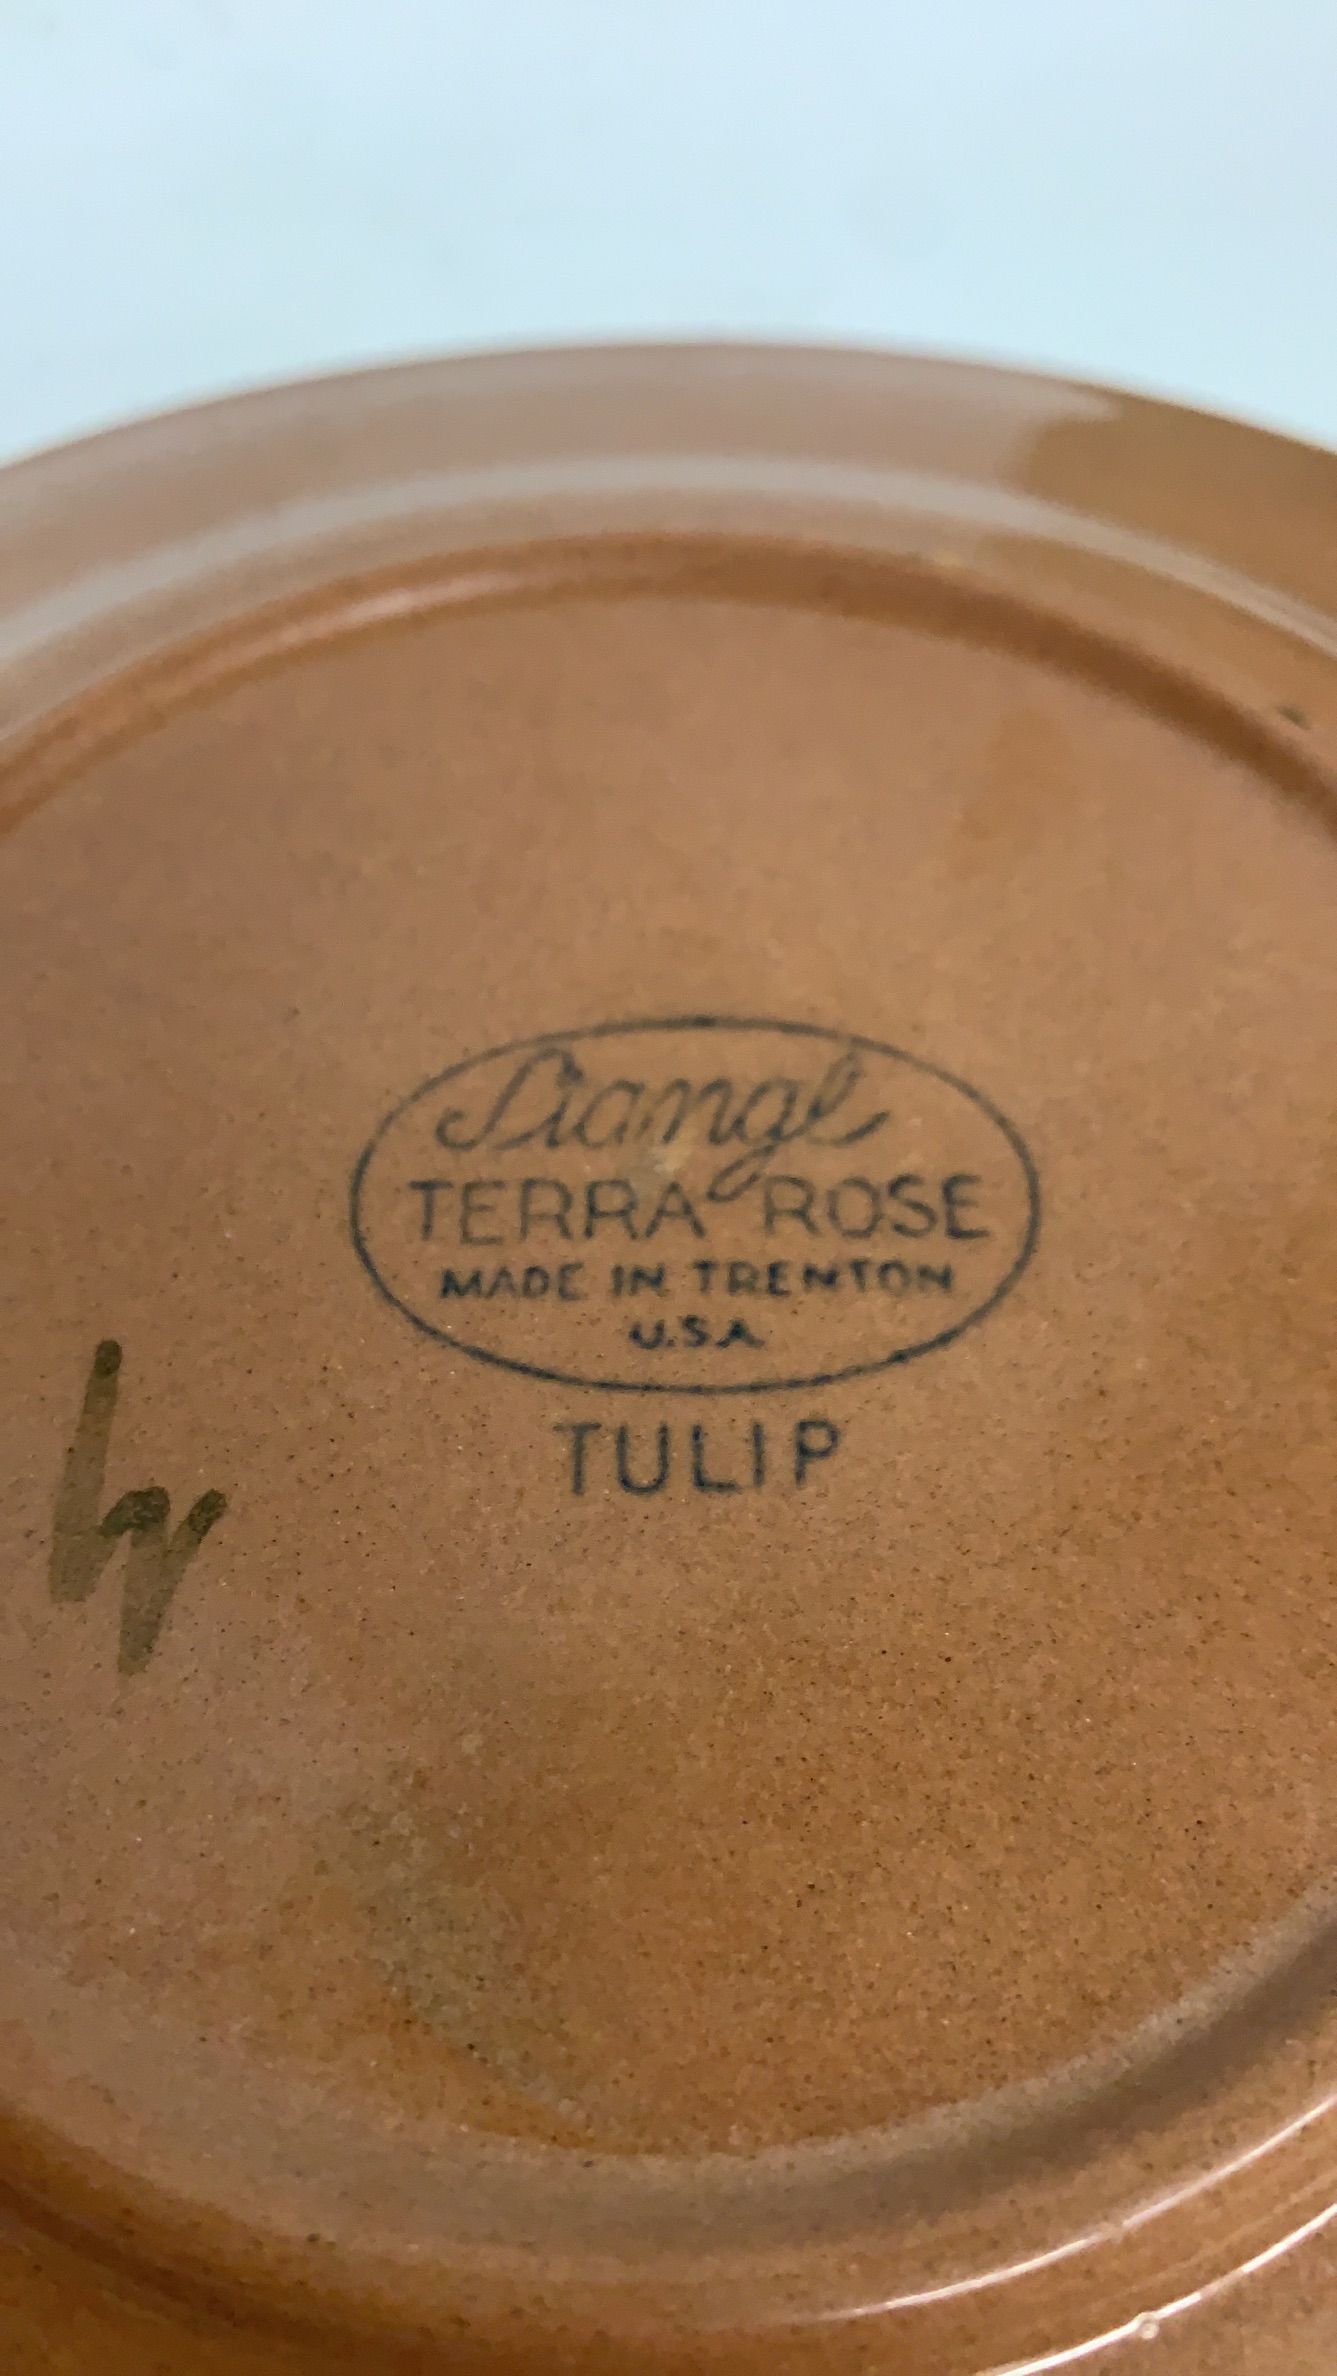 Stangl
TERRA ROSE
MADE IN TRENTON
U.S.A.
TULIP